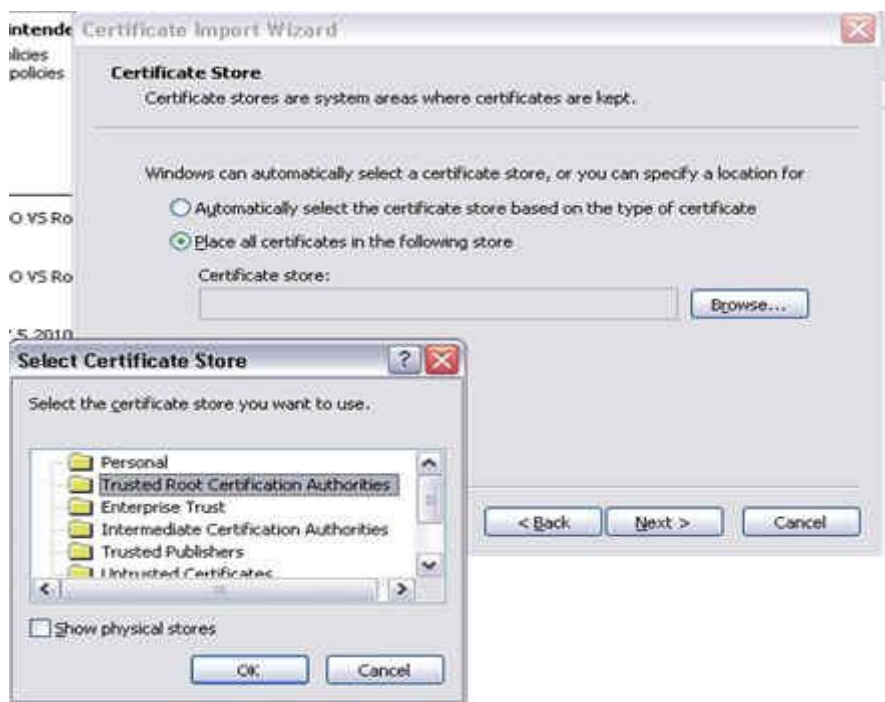 intende
licies
policies
O VS Ro
O VS Ro
5 2010
Certificate Import Wizard
Certificate Store
Certificate stores are system areas where certificates are kept.
Windows can automatically select a certificate store, or you can specify a location for
Automatically select the certificate store based on the type of certificate
Place all certificates in the following store
Certificate store:
Browse...
< Back
Next >
Cancel
Select Certificate Store
?
Select the certificate store you want to use.
Personal
Trusted Root Certification Authorities
Enterprise Trust
Intermediate Certification Authorities
Trusted Publishers
Untrusted Certificates
Show physical stores
OK
Cancel